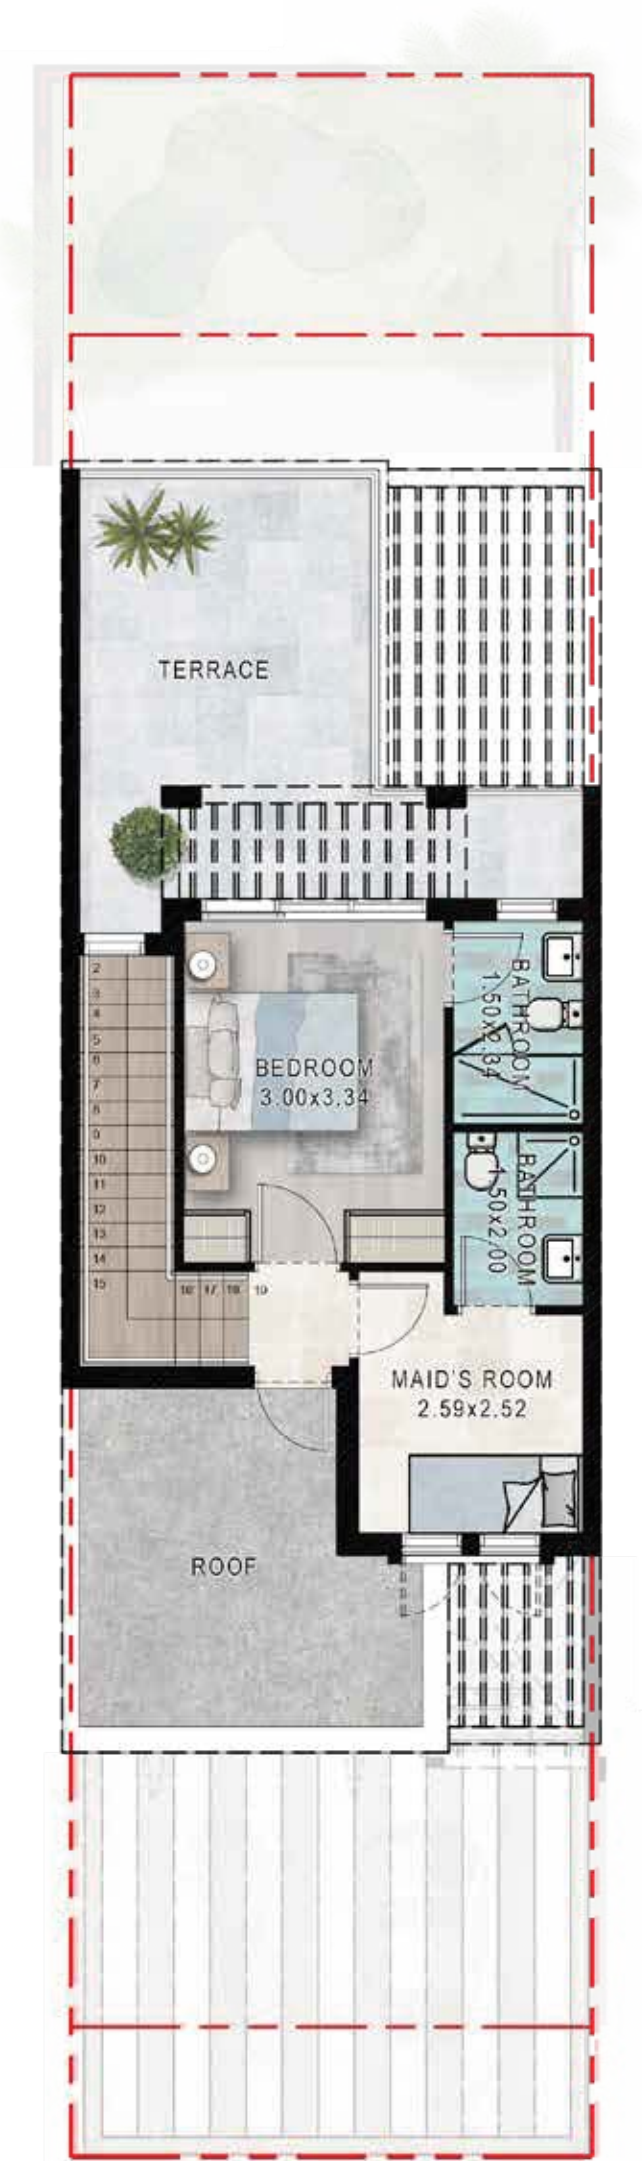 TERRACE
2
3
4
5
6
7
8
9
10
11
12
13
14
15
16 17 18 19
BEDROOM
3.00x3.34
BATHROOM
1.50x2.34
BATHROOM
1.50x2.00
MAID'S ROOM
2.59x2.52
ROOF